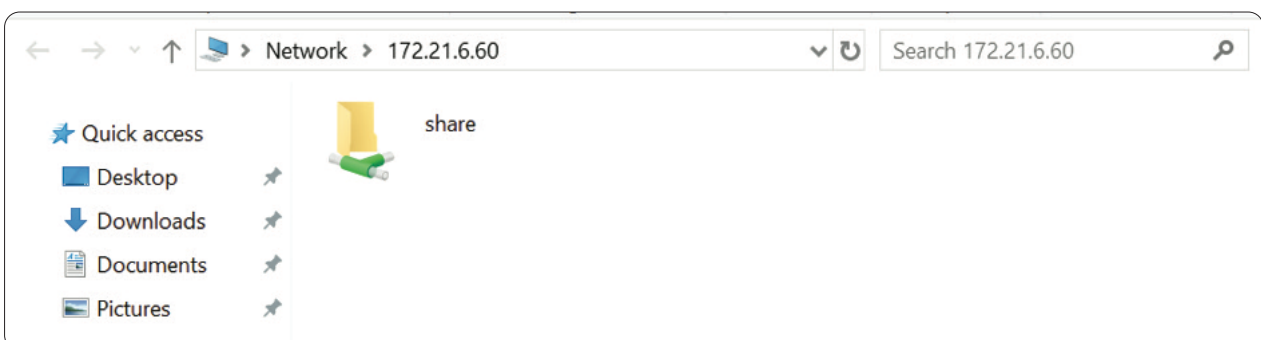 Network > 172.21.6.60
Search 172.21.6.60
Quick access
share
Desktop
Downloads
Documents
Pictures